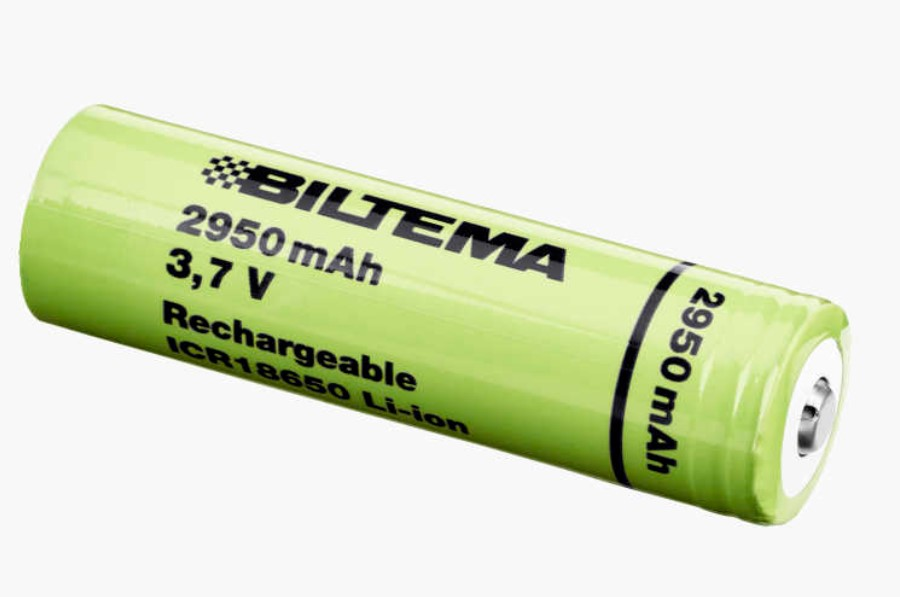 BILTEMA
2950 mAh
3,7 V
Rechargeable
ICR18650 Li-ion
2950 mAh